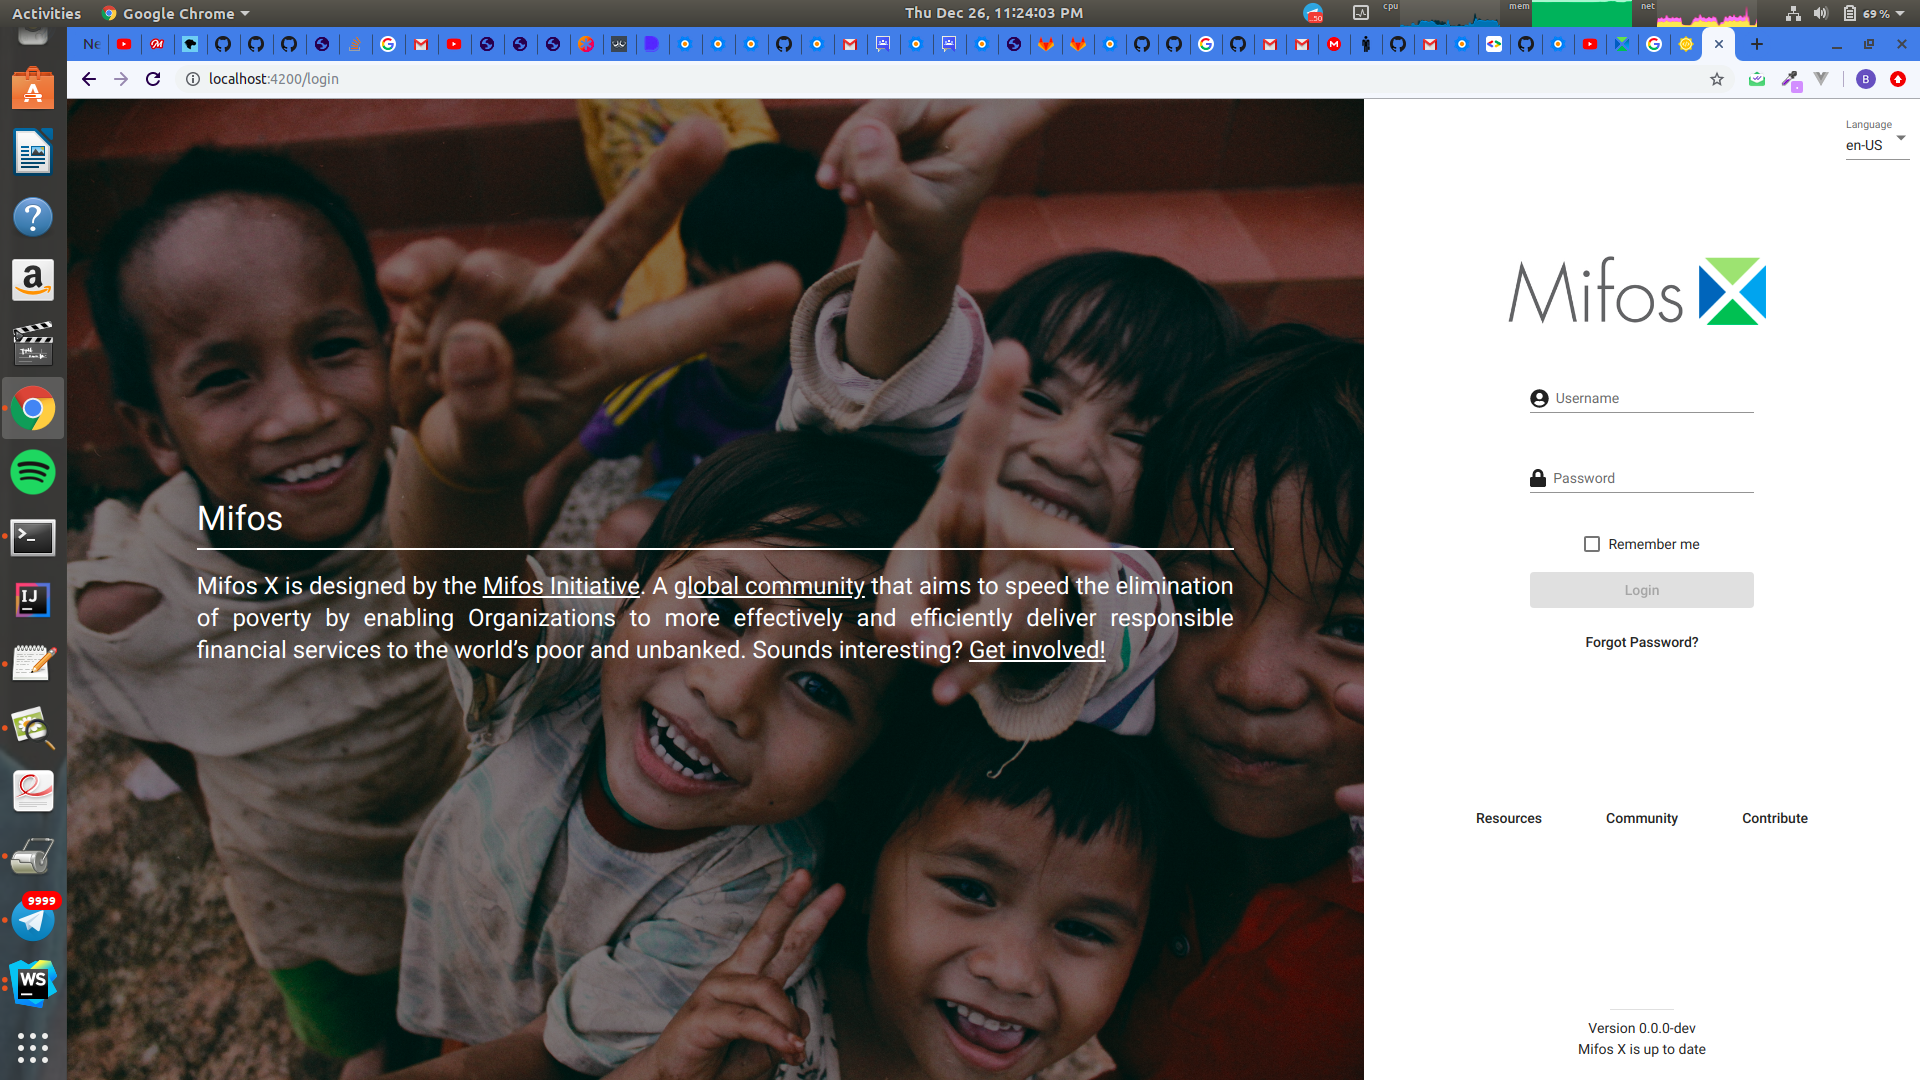 Activities
Google Chrome
Thu Dec 26, 11:24:03 PM
50
cpu
mem
net
69 %
Ne
localhost:4200/login
B
Language
en-US
Mifos
Username
Password
Remember me
Login
Forgot Password?
Mifos
Mifos X is designed by the Mifos Initiative. A global community that aims to speed the elimination
of poverty by enabling Organizations to more effectively and efficiently deliver responsible
financial services to the world’s poor and unbanked. Sounds interesting? Get involved!
Resources
Community
Contribute
Version 0.0.0-dev
Mifos X is up to date
IJ
9999
WS